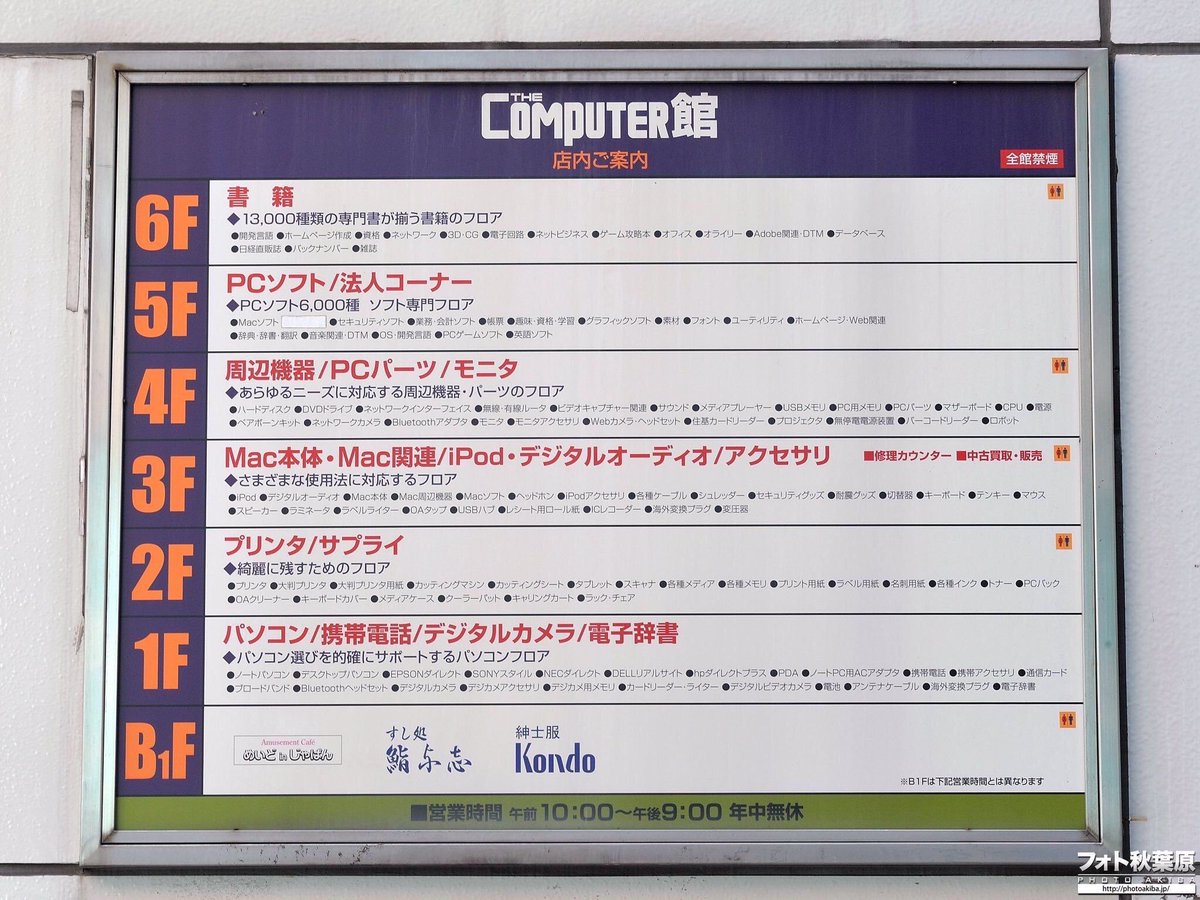 THE COMPUTER館
店内ご案内
全館禁煙
6F
書 籍
◆13,000種類の専門書が揃う書籍のフロア
●開発言語 ●ホームページ作成 ●資格 ●ネットワーク ●3D・CG ●電子回路 ●ネットビジネス ●ゲーム攻略本 ●オフィス ●オライリー ●Adobe関連・DTM ●データベース
●日経直販誌 ●バックナンバー ●雑誌
5F
PCソフト/法人コーナー
◆PCソフト6,000種 ソフト専門フロア
●Macソフト ●セキュリティソフト ●業務・会計ソフト ●帳票 ●趣味・資格・学習 ●グラフィックソフト ●素材 ●フォント ●ユーティリティ ●ホームページ・Web関連
●辞典・辞書・翻訳 ●音楽関連・DTM ●OS・開発言語 ●PCゲームソフト ●英語ソフト
4F
周辺機器/PCパーツ/モニタ
◆あらゆるニーズに対応する周辺機器・パーツのフロア
●ハードディスク ●DVDドライブ ●ネットワークインターフェイス ●無線・有線ルータ ●ビデオキャプチャー関連 ●サウンド ●メディアプレーヤー ●USBメモリ ●PC用メモリ ●PCパーツ ●マザーボード ●CPU ●電源
●ベアボーンキット ●ネットワークカメラ ●Bluetoothアダプタ ●モニタ ●モニタアクセサリ ●Webカメラ・ヘッドセット ●住基カードリーダー ●プロジェクタ ●無停電電源装置 ●バーコードリーダー ●ロボット
3F
Mac本体・Mac関連/iPod・デジタルオーディオ/アクセサリ ■修理カウンター ■中古買取・販売
◆さまざまな使用法に対応するフロア
●iPod ●デジタルオーディオ ●Mac本体 ●Mac周辺機器 ●Macソフト ●ヘッドホン ●iPodアクセサリ ●各種ケーブル ●シュレッダー ●セキュリティグッズ ●耐震グッズ ●切替器 ●キーボード ●テンキー ●マウス
●スピーカー ●ラミネータ ●ラベルライター ●OAタップ ●USBハブ ●レシート用ロール紙 ●ICレコーダー ●海外変換プラグ ●変圧器
2F
プリンタ/サプライ
◆綺麗に残すためのフロア
●プリンタ ●大判プリンタ ●大判プリンタ用紙 ●カッティングマシン ●カッティングシート ●タブレット ●スキャナ ●各種メディア ●各種メモリ ●プリント用紙 ●ラベル用紙 ●名刺用紙 ●各種インク ●トナー ●PCバック
●OAクリーナー ●キーボードカバー ●メディアケース ●クーラーパット ●キャリングカート ●ラック・チェア
1F
パソコン/携帯電話/デジタルカメラ/電子辞書
◆パソコン選びを的確にサポートするパソコンフロア
●ノートパソコン ●デスクトップパソコン ●EPSONダイレクト ●SONYスタイル ●NECダイレクト ●DELLリアルサイト ●hpダイレクトプラス ●PDA ●ノートPC用ACアダプタ ●携帯電話 ●携帯アクセサリ ●通信カード
●ブロードバンド ●Bluetoothヘッドセット ●デジタルカメラ ●デジカメアクセサリ ●デジカメ用メモリ ●カードリーダー・ライター ●デジタルビデオカメラ ●電池 ●アンテナケーブル ●海外変換プラグ ●電子辞書
B1F
Amusement Café
めいど in じゃぱん
すし処
鮨与志
紳士服
Kondo
※B1Fは下記営業時間とは異なります
■営業時間 午前10:00〜午後9:00 年中無休
フォト秋葉原
PHOTO AKIBA
http://photoakiba.jp/